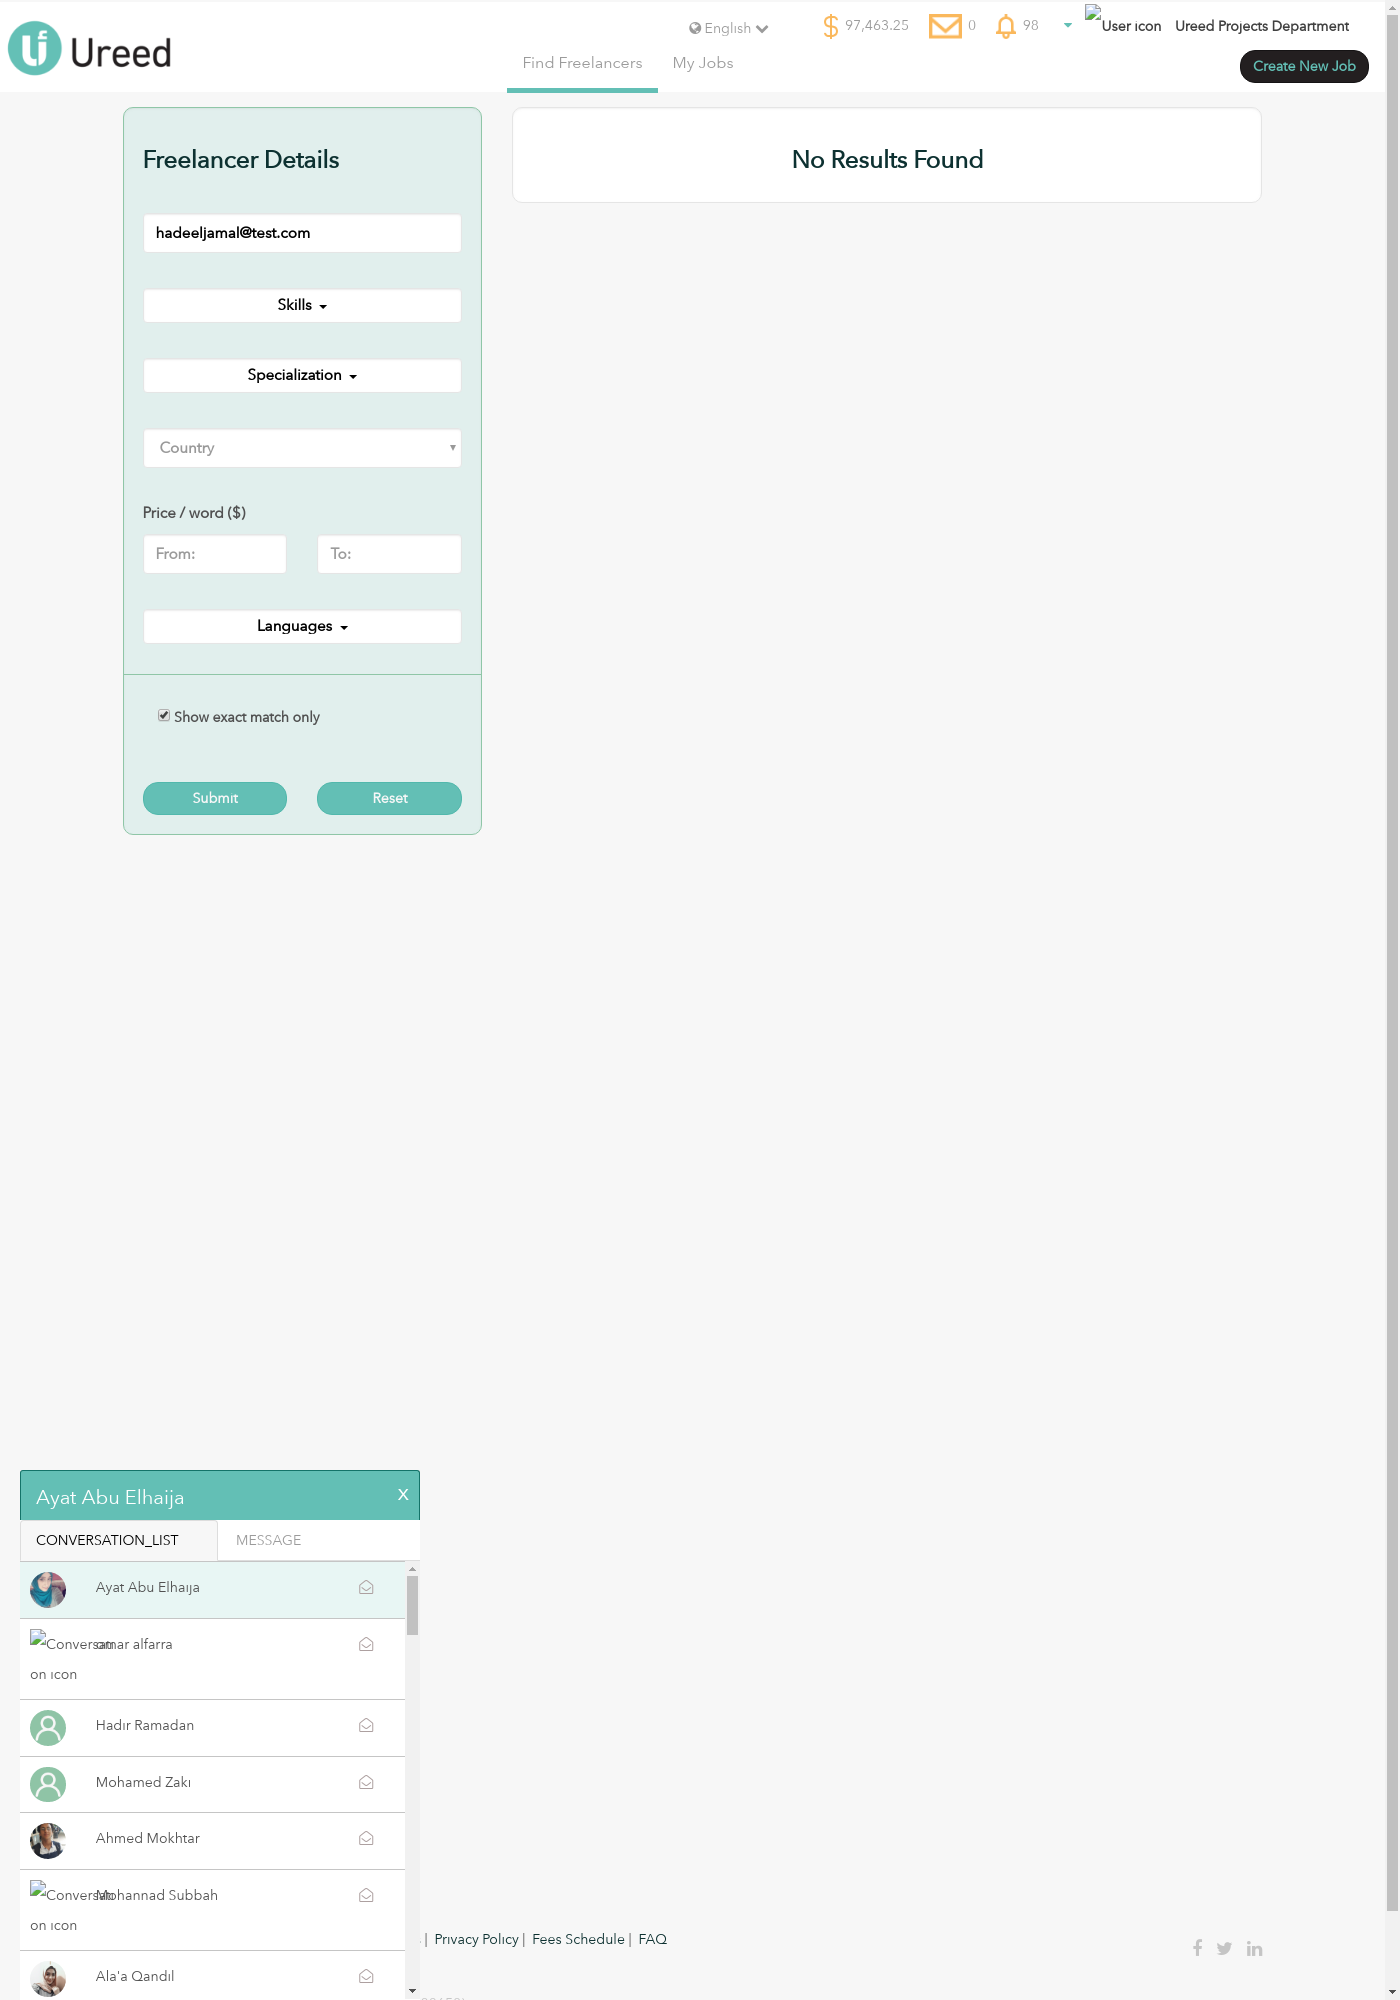 Ureed
English
97,463.25
0
98
User icon
Ureed Projects Department
Find Freelancers
My Jobs
Create New Job
Freelancer Details
hadeeljamal@test.com
Skills
Specialization
Country
Price / word ($)
From:
To:
Languages
Show exact match only
Submit
Reset
No Results Found
Ayat Abu Elhaija
X
CONVERSATION_LIST
MESSAGE
Ayat Abu Elhaija
omar alfarra
on icon
Hadir Ramadan
Mohamed Zaki
Ahmed Mokhtar
Mohannad Subbah
on icon
Ala'a Qandil
| Privacy Policy | Fees Schedule | FAQ